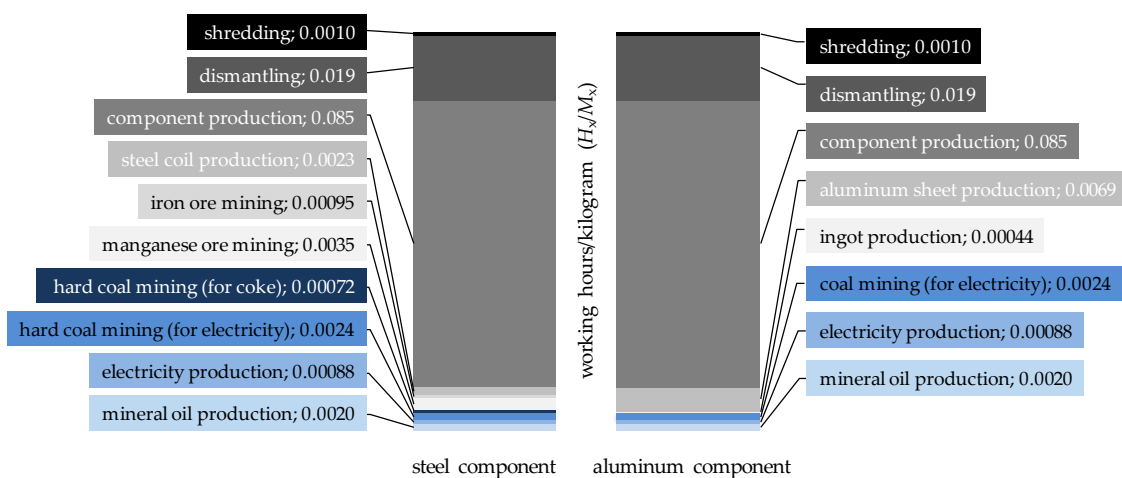 shredding; 0.0010
dismantling; 0.019
component production; 0.085
steel coil production; 0.0023
iron ore mining; 0.00095
manganese ore mining; 0.0035
hard coal mining (for coke); 0.00072
hard coal mining (for electricity); 0.0024
electricity production; 0.00088
mineral oil production; 0.0020
steel component
working hours/kilogram (Hx/Mx)
shredding; 0.0010
dismantling; 0.019
component production; 0.085
aluminum sheet production; 0.0069
ingot production; 0.00044
coal mining (for electricity); 0.0024
electricity production; 0.00088
mineral oil production; 0.0020
aluminum component